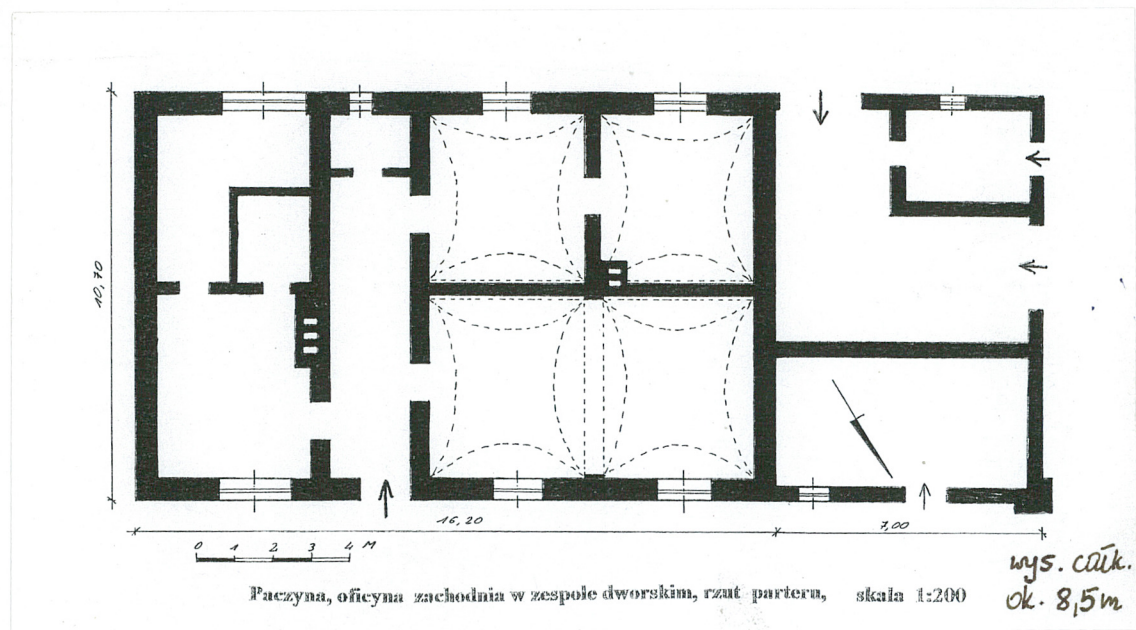 10,70
16,20
7,00
0 1 2 3 4 M
Paczyna, oficyna zachodnia w zespole dworskim, rzut parteru, skala 1:200
wys. całk.
ok. 8,5m